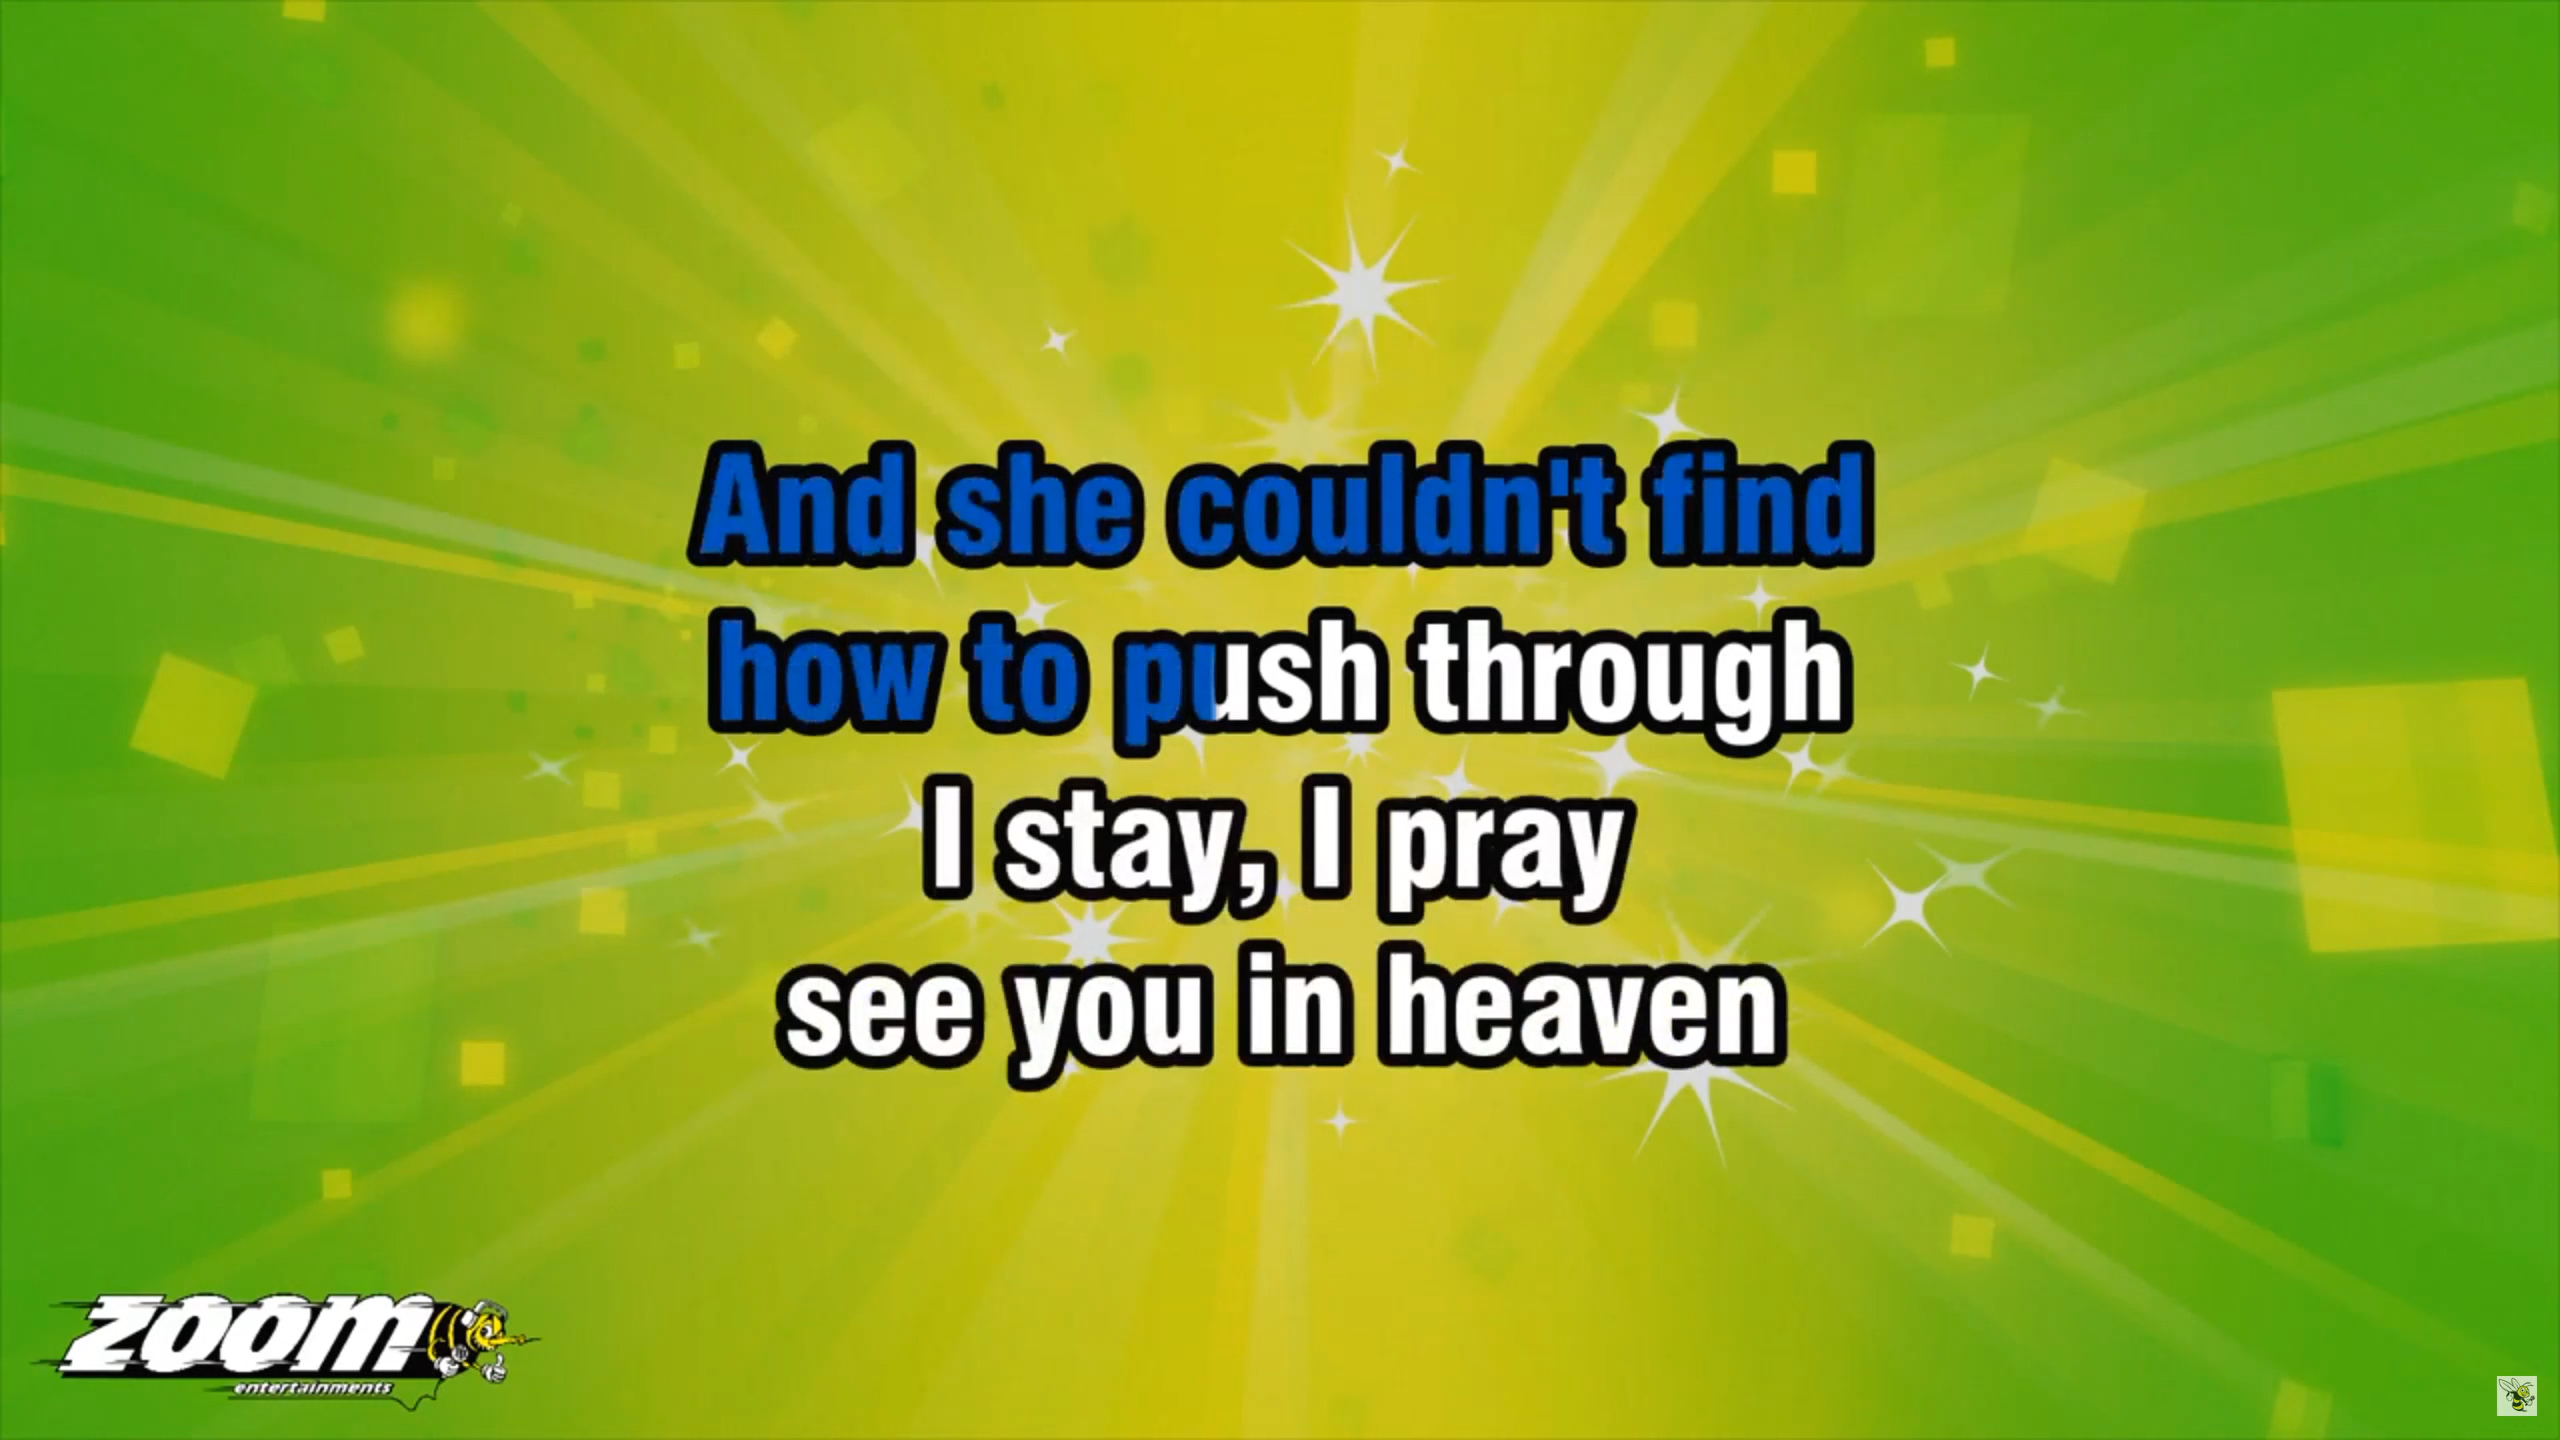 And she couldn't find
how to push through
I stay, I pray
see you in heaven
zoom
entertainments